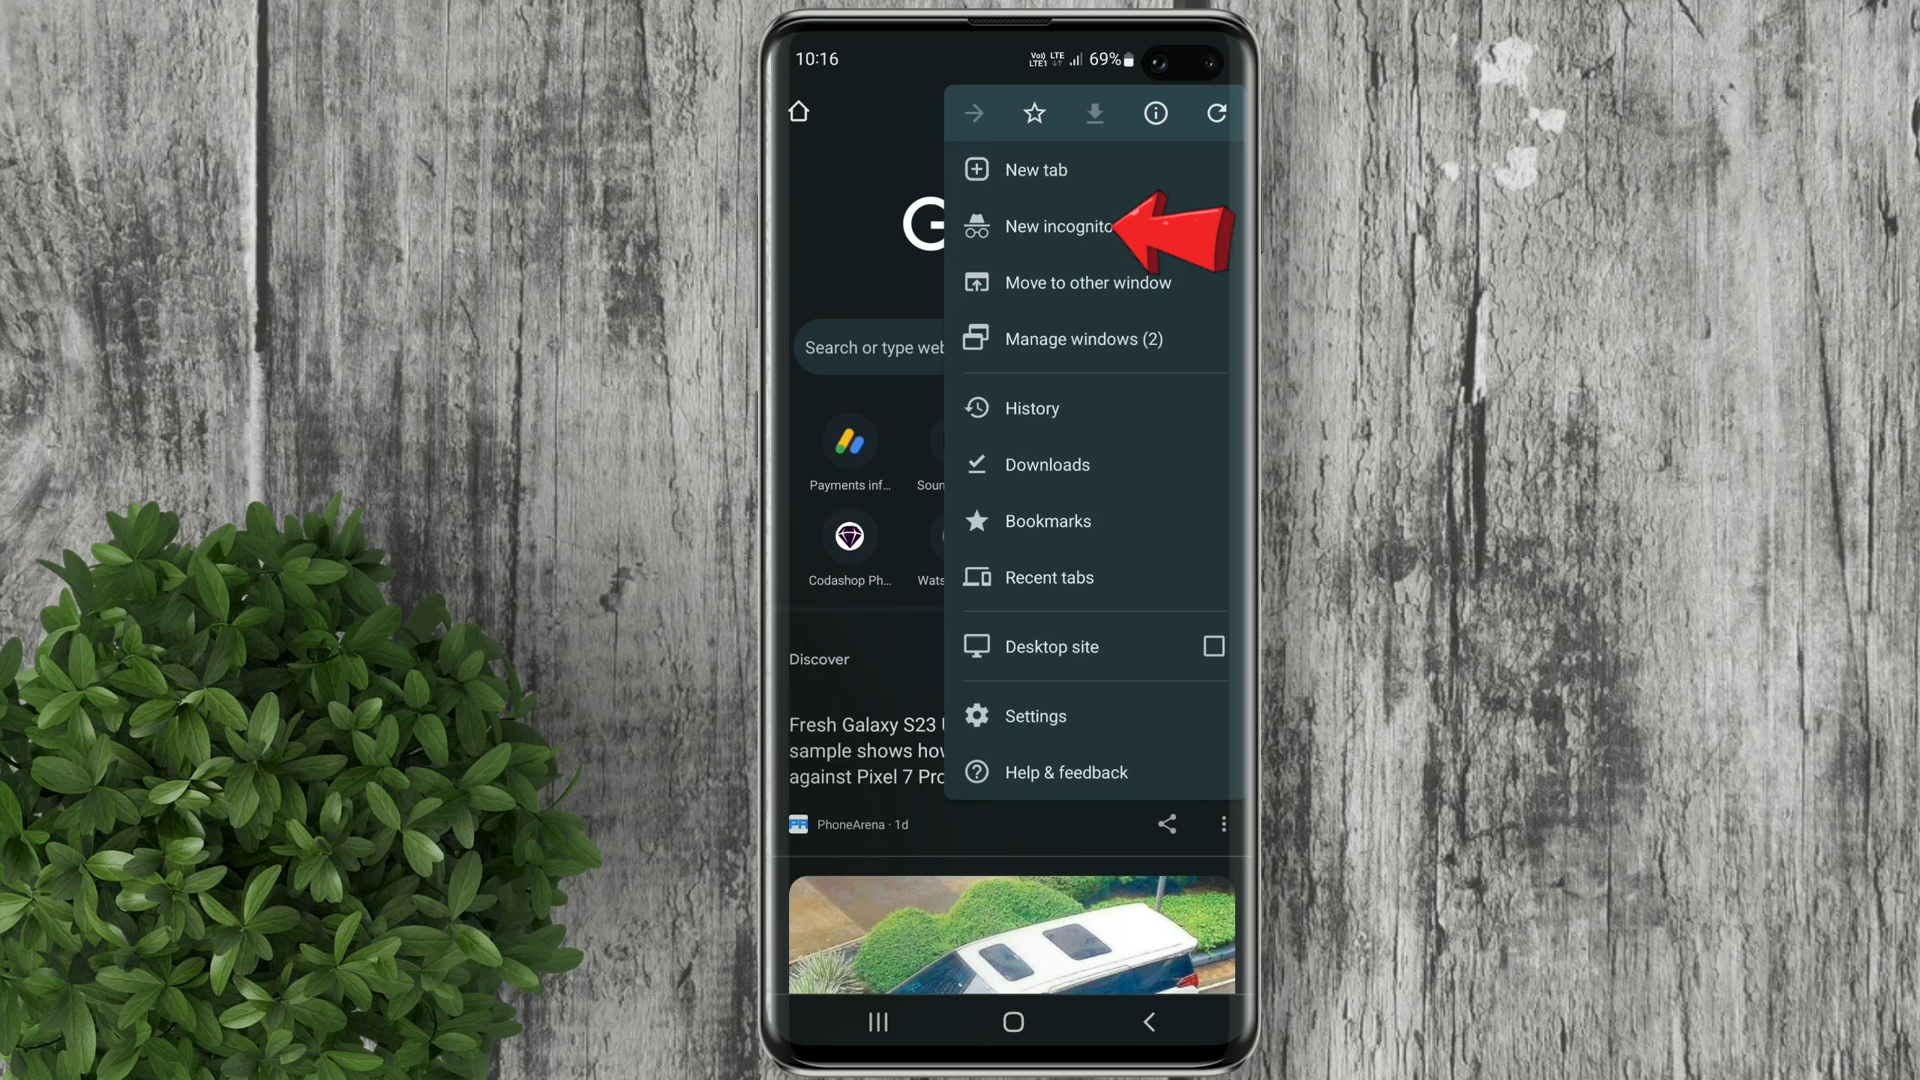 10:16
Vo)) LTE
LTE1
69%
New tab
New incognito
Move to other window
Manage windows (2)
Search or type web
History
Downloads
Payments inf...
Soun
Bookmarks
Recent tabs
Codashop Ph...
Wats
Desktop site
Discover
Settings
Fresh Galaxy S23
sample shows how
against Pixel 7 Pro
Help & feedback
PhoneArena · 1d